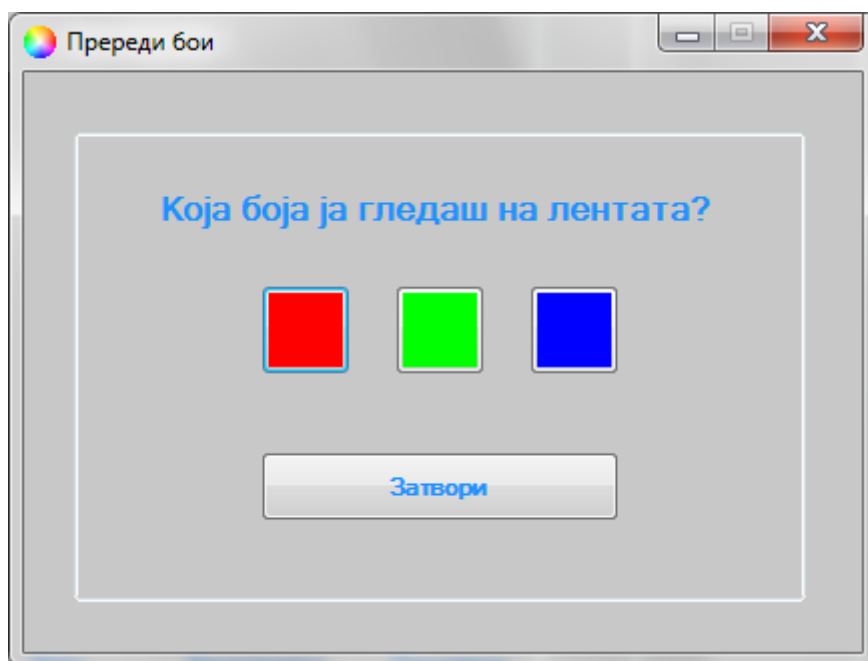 Пререди бои
Која боја ја гледаш на лентата?
Затвори